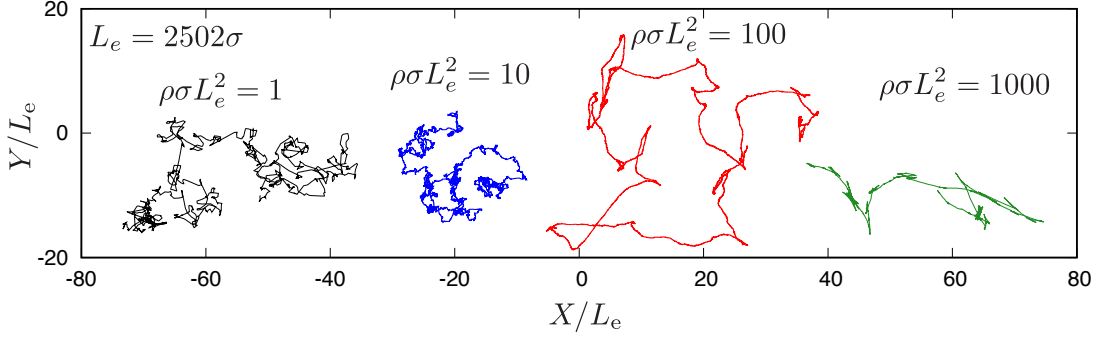 20
L_e = 2502σ
ρσL_e^2 = 100
ρσL_e^2 = 1
ρσL_e^2 = 10
ρσL_e^2 = 1000
Y/L_e
0
-20
-80 -60 -40 -20 0 20 40 60 80
X/L_e